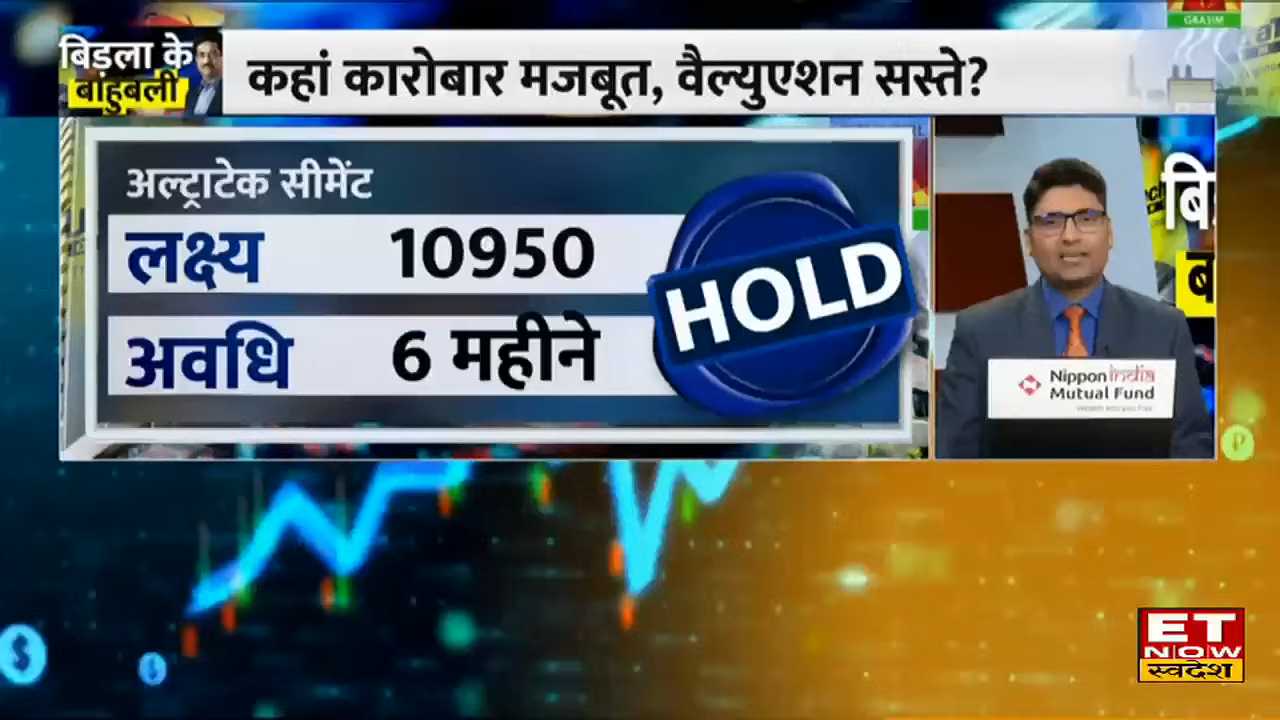 GRASIM
बिड़ला के
बाहुबली
कहां कारोबार मजबूत, वैल्युएशन सस्ते?
अल्ट्राटेक सीमेंट
लक्ष्य 10950
अवधि 6 महीने
HOLD
बि
ब
Nippon india
Mutual Fund
ET
NOW
स्वदेश